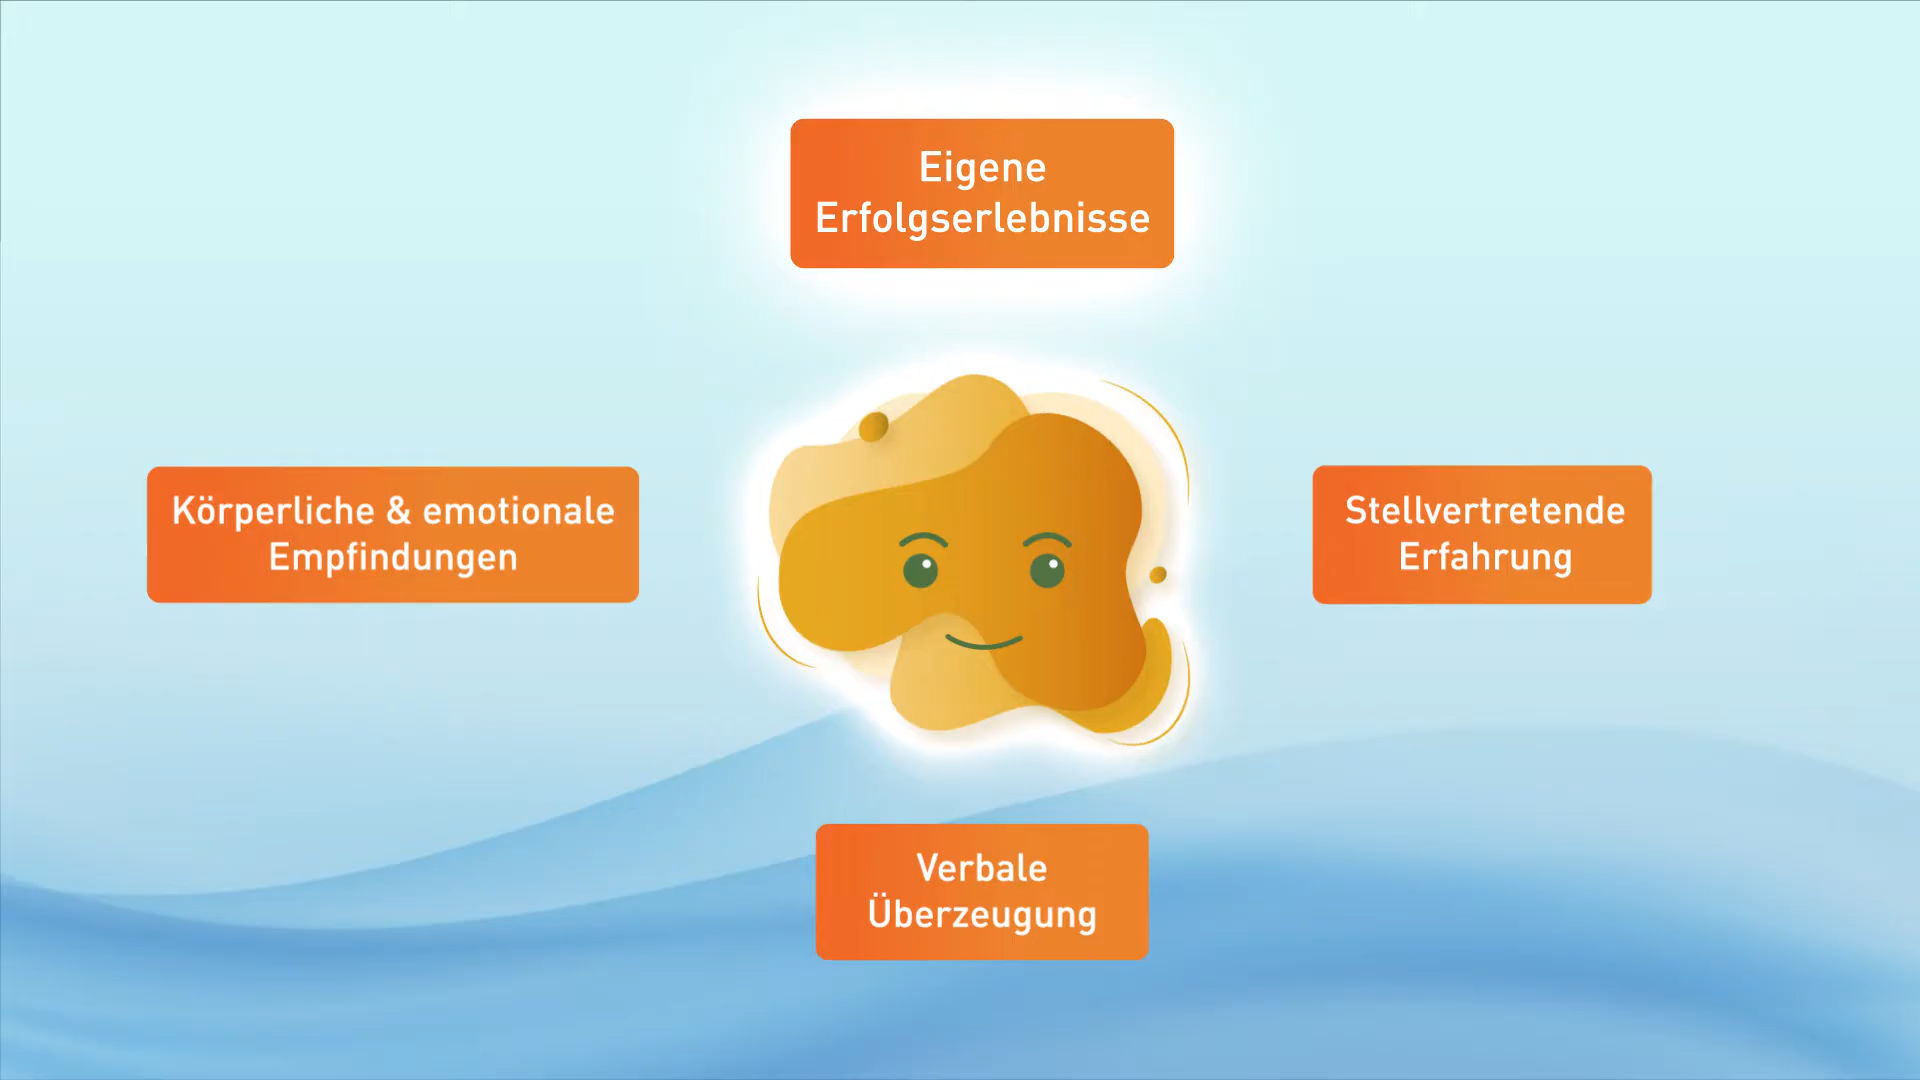 Eigene
Erfolgserlebnisse
Körperliche & emotionale
Empfindungen
Stellvertretende
Erfahrung
Verbale
Überzeugung